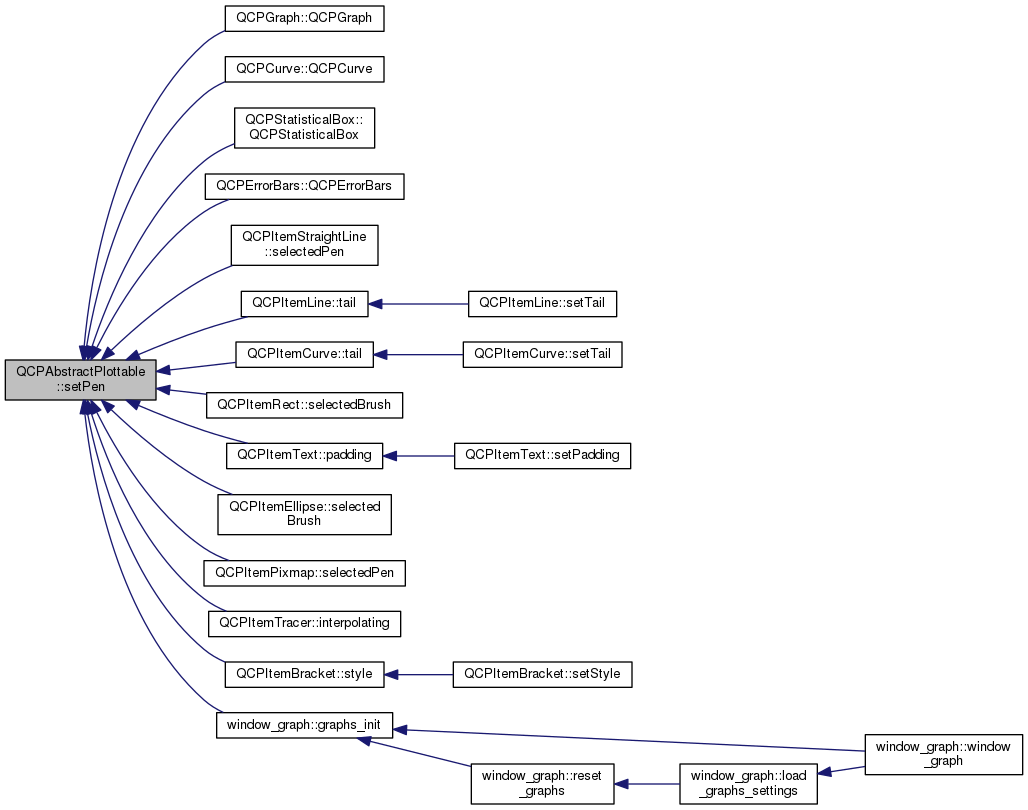 QCPGraph::QCPGraph
QCPCurve::QCPCurve
QCPStatisticalBox::
QCPStatisticalBox
QCPErrorBars::QCPErrorBars
QCPItemStraightLine
::selectedPen
QCPItemLine::tail
QCPItemLine::setTail
QCPItemCurve::tail
QCPItemCurve::setTail
QCPAbstractPlottable
::setPen
QCPItemRect::selectedBrush
QCPItemText::padding
QCPItemText::setPadding
QCPItemEllipse::selected
Brush
QCPItemPixmap::selectedPen
QCPItemTracer::interpolating
QCPItemBracket::style
QCPItemBracket::setStyle
window_graph::graphs_init
window_graph::window
_graph
window_graph::reset
_graphs
window_graph::load
_graphs_settings